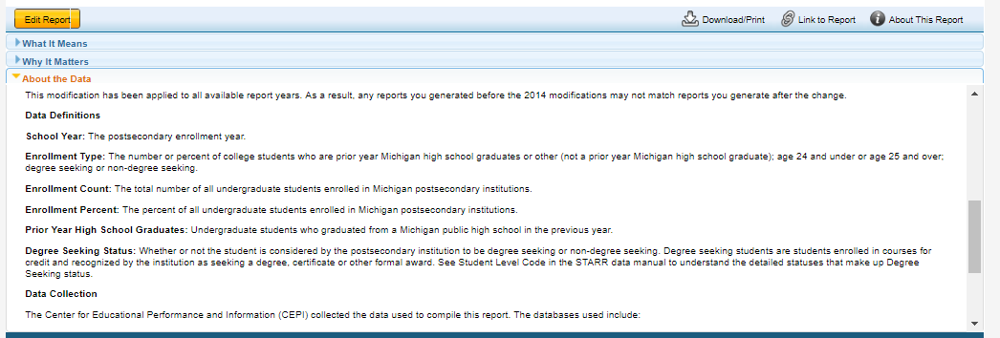 Edit Report
Download/Print
Link to Report
About This Report
What It Means
Why It Matters
About the Data
This modification has been applied to all available report years. As a result, any reports you generated before the 2014 modifications may not match reports you generate after the change.
Data Definitions
School Year: The postsecondary enrollment year.
Enrollment Type: The number or percent of college students who are prior year Michigan high school graduates or other (not a prior year Michigan high school graduate); age 24 and under or age 25 and over;
degree seeking or non-degree seeking.
Enrollment Count: The total number of all undergraduate students enrolled in Michigan postsecondary institutions.
Enrollment Percent: The percent of all undergraduate students enrolled in Michigan postsecondary institutions.
Prior Year High School Graduates: Undergraduate students who graduated from a Michigan public high school in the previous year.
Degree Seeking Status: Whether or not the student is considered by the postsecondary institution to be degree seeking or non-degree seeking. Degree seeking students are students enrolled in courses for
credit and recognized by the institution as seeking a degree, certificate or other formal award. See Student Level Code in the STARR data manual to understand the detailed statuses that make up Degree
Seeking status.
Data Collection
The Center for Educational Performance and Information (CEPI) collected the data used to compile this report. The databases used include: